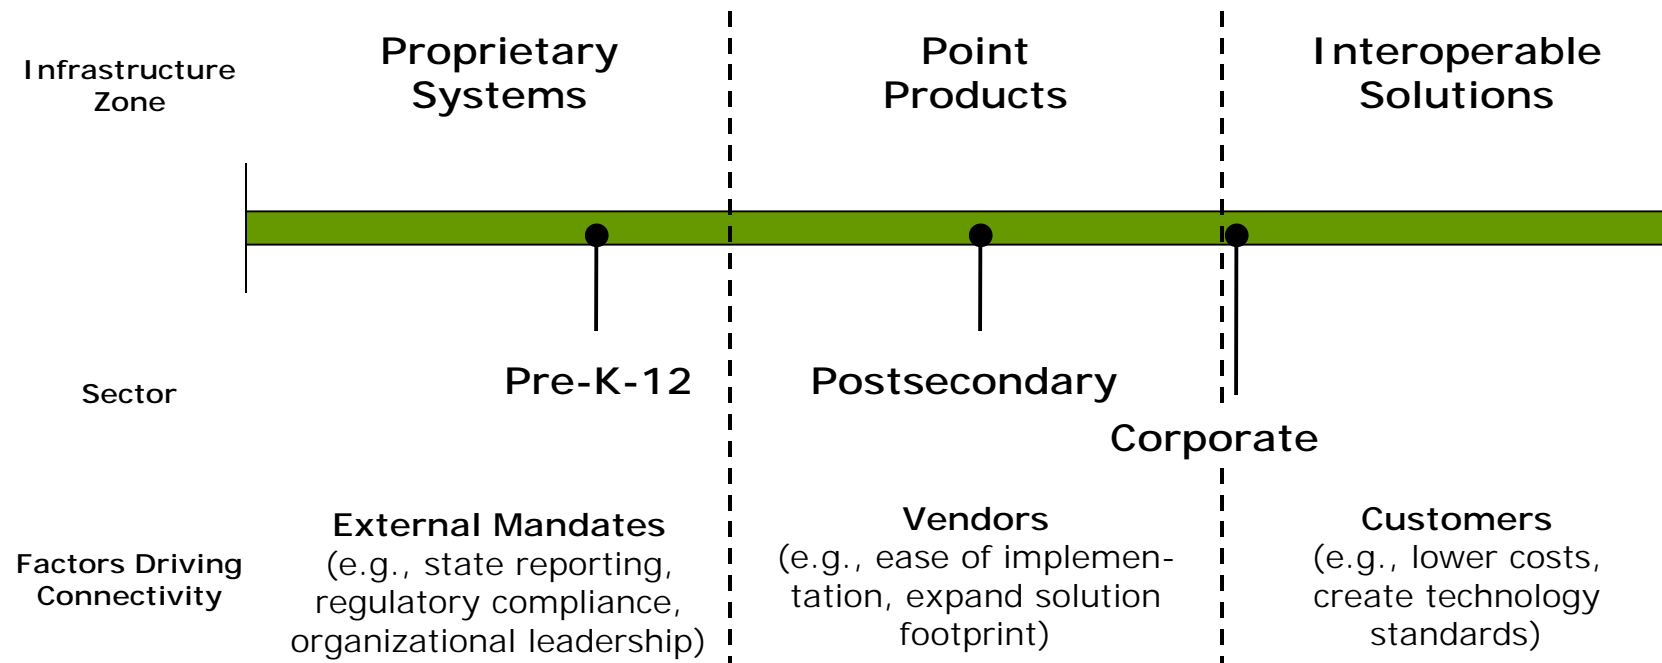 Infrastructure
Zone
Proprietary
Systems
Point
Products
Interoperable
Solutions
Sector
Pre-K-12
Postsecondary
Corporate
Factors Driving
Connectivity
External Mandates
(e.g., state reporting,
regulatory compliance,
organizational leadership)
Vendors
(e.g., ease of implemen-
tation, expand solution
footprint)
Customers
(e.g., lower costs,
create technology
standards)